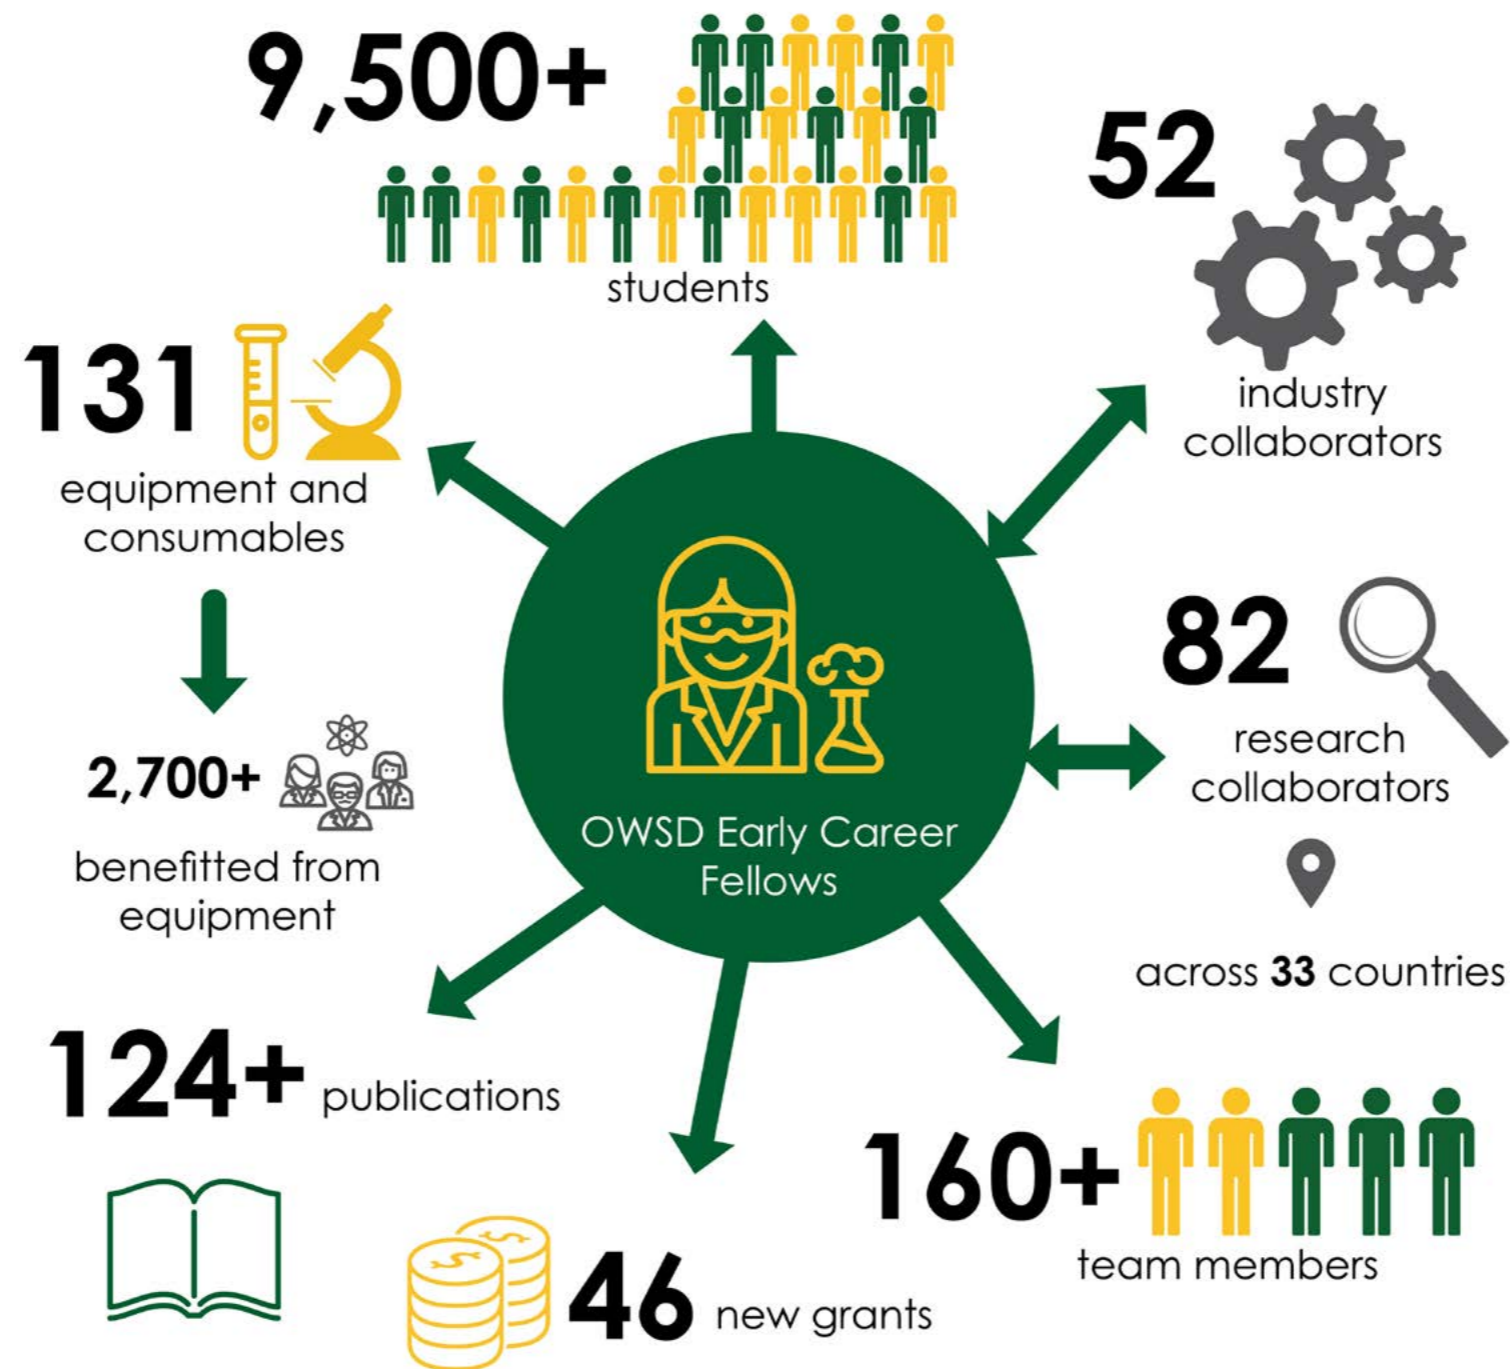 9,500+
students
52
industry
collaborators
131
equipment and
consumables
2,700+
benefitted from
equipment
OWSD Early Career
Fellows
82
research
collaborators
across 33 countries
124+ publications
160+
team members
46 new grants